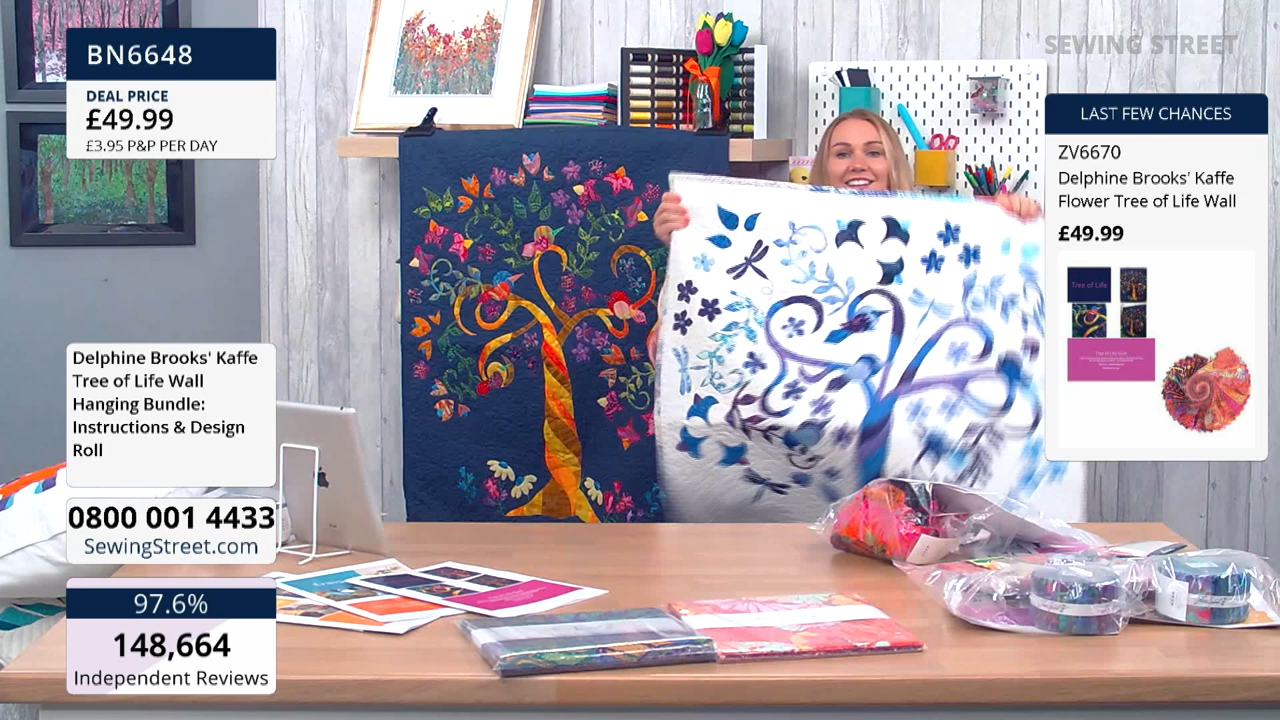 BN6648
DEAL PRICE
£49.99
£3.95 P&P PER DAY
Delphine Brooks' Kaffe
Tree of Life Wall
Hanging Bundle:
Instructions & Design
Roll
0800 001 4433
SewingStreet.com
97.6%
148,664
Independent Reviews
SEWING STREET
LAST FEW CHANCES
ZV6670
Delphine Brooks' Kaffe
Flower Tree of Life Wall
£49.99
Tree of Life